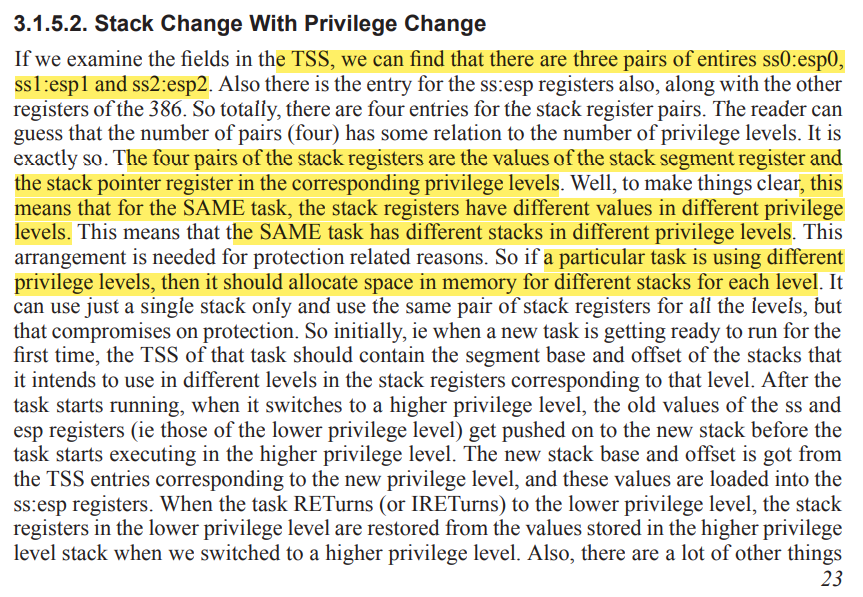 3.1.5.2. Stack Change With Privilege Change
If we examine the fields in the TSS, we can find that there are three pairs of entires ss0:esp0,
ss1:esp1 and ss2:esp2. Also there is the entry for the ss:esp registers also, along with the other
registers of the 386. So totally, there are four entries for the stack register pairs. The reader can
guess that the number of pairs (four) has some relation to the number of privilege levels. It is
exactly so. The four pairs of the stack registers are the values of the stack segment register and
the stack pointer register in the corresponding privilege levels. Well, to make things clear, this
means that for the SAME task, the stack registers have different values in different privilege
levels. This means that the SAME task has different stacks in different privilege levels. This
arrangement is needed for protection related reasons. So if a particular task is using different
privilege levels, then it should allocate space in memory for different stacks for each level. It
can use just a single stack only and use the same pair of stack registers for all the levels, but
that compromises on protection. So initially, ie when a new task is getting ready to run for the
first time, the TSS of that task should contain the segment base and offset of the stacks that
it intends to use in different levels in the stack registers corresponding to that level. After the
task starts running, when it switches to a higher privilege level, the old values of the ss and
esp registers (ie those of the lower privilege level) get pushed on to the new stack before the
task starts executing in the higher privilege level. The new stack base and offset is got from
the TSS entries corresponding to the new privilege level, and these values are loaded into the
ss:esp registers. When the task RETurns (or IRETurns) to the lower privilege level, the stack
registers in the lower privilege level are restored from the values stored in the higher privilege
level stack when we switched to a higher privilege level. Also, there are a lot of other things
23